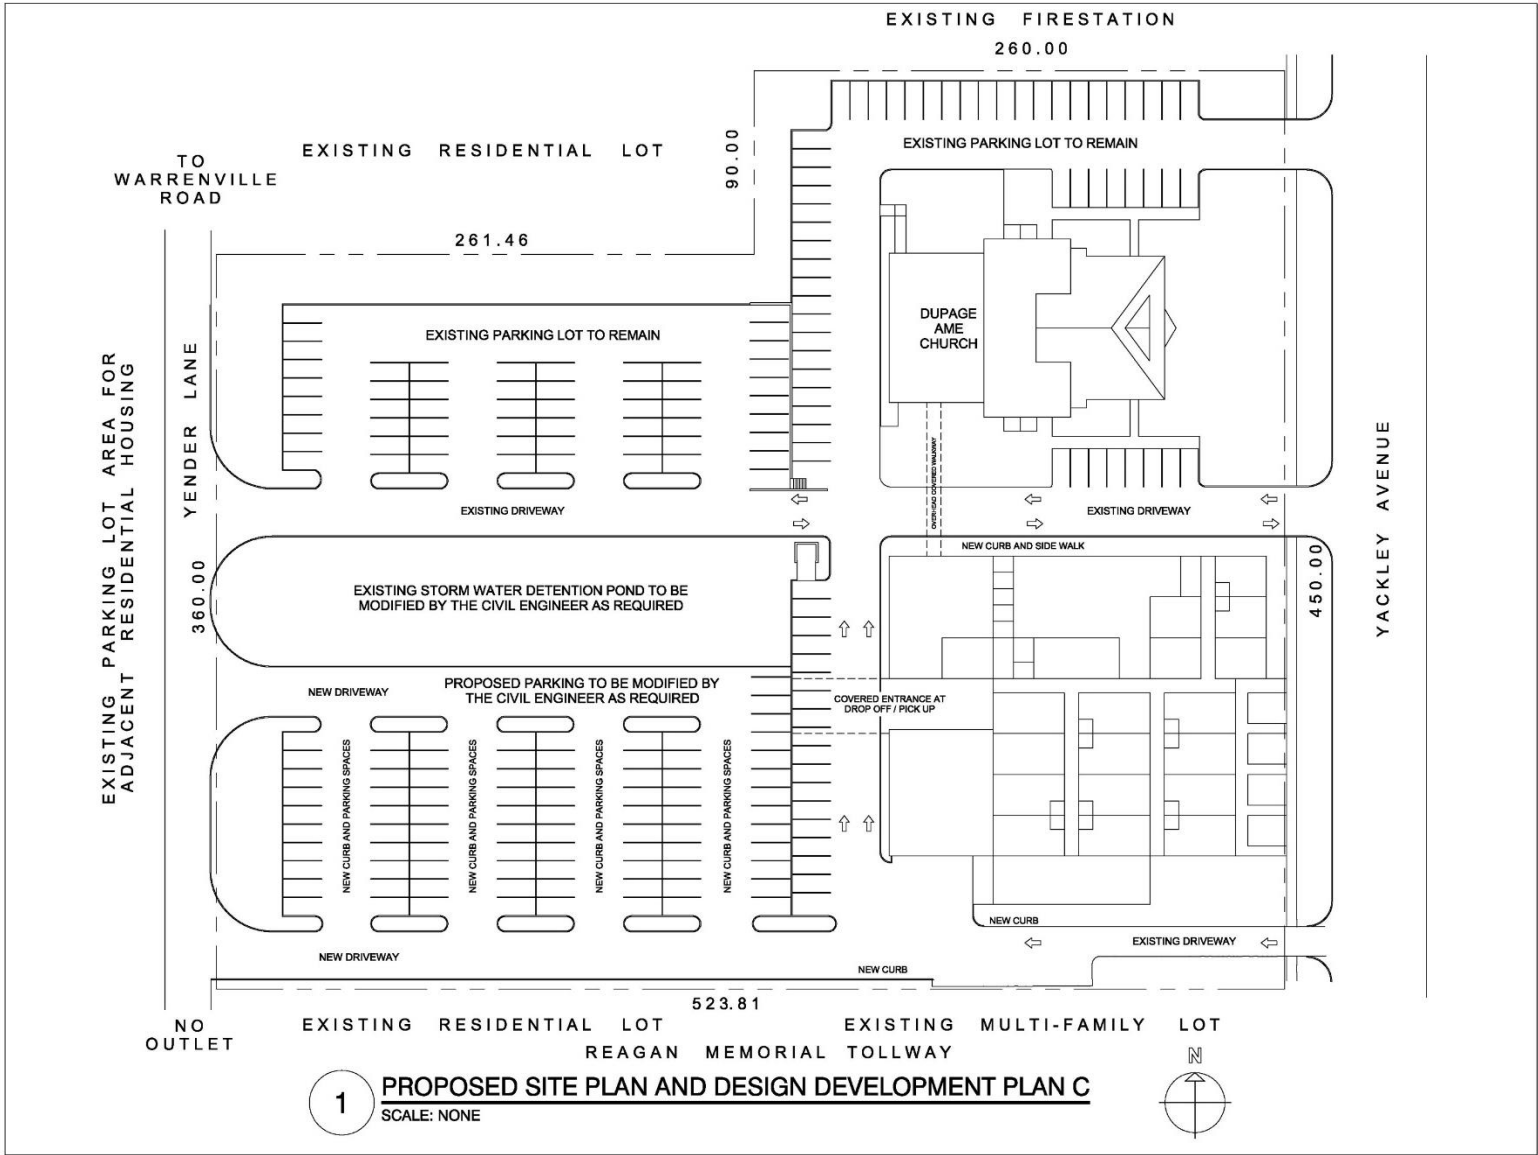 EXISTING FIRESTATION
260.00
EXISTING PARKING LOT TO REMAIN
EXISTING RESIDENTIAL LOT
90.00
TO
WARRENVILLE
ROAD
261.46
EXISTING PARKING LOT TO REMAIN
DUPAGE
AME
CHURCH
EXISTING PARKING LOT AREA FOR
ADJACENT RESIDENTIAL HOUSING
YENDER LANE
360.00
OVERHEAD COVERED WALKWAY
YACKLEY AVENUE
450.00
EXISTING DRIVEWAY
EXISTING DRIVEWAY
NEW CURB AND SIDE WALK
EXISTING STORM WATER DETENTION POND TO BE
MODIFIED BY THE CIVIL ENGINEER AS REQUIRED
NEW DRIVEWAY
PROPOSED PARKING TO BE MODIFIED BY
THE CIVIL ENGINEER AS REQUIRED
COVERED ENTRANCE AT
DROP OFF / PICK UP
NEW CURB AND PARKING SPACES
NEW CURB AND PARKING SPACES
NEW CURB AND PARKING SPACES
NEW CURB AND PARKING SPACES
NEW CURB
EXISTING DRIVEWAY
NEW DRIVEWAY
NEW CURB
523.81
NO
OUTLET
EXISTING RESIDENTIAL LOT
EXISTING MULTI-FAMILY LOT
REAGAN MEMORIAL TOLLWAY
N
1
PROPOSED SITE PLAN AND DESIGN DEVELOPMENT PLAN C
SCALE: NONE